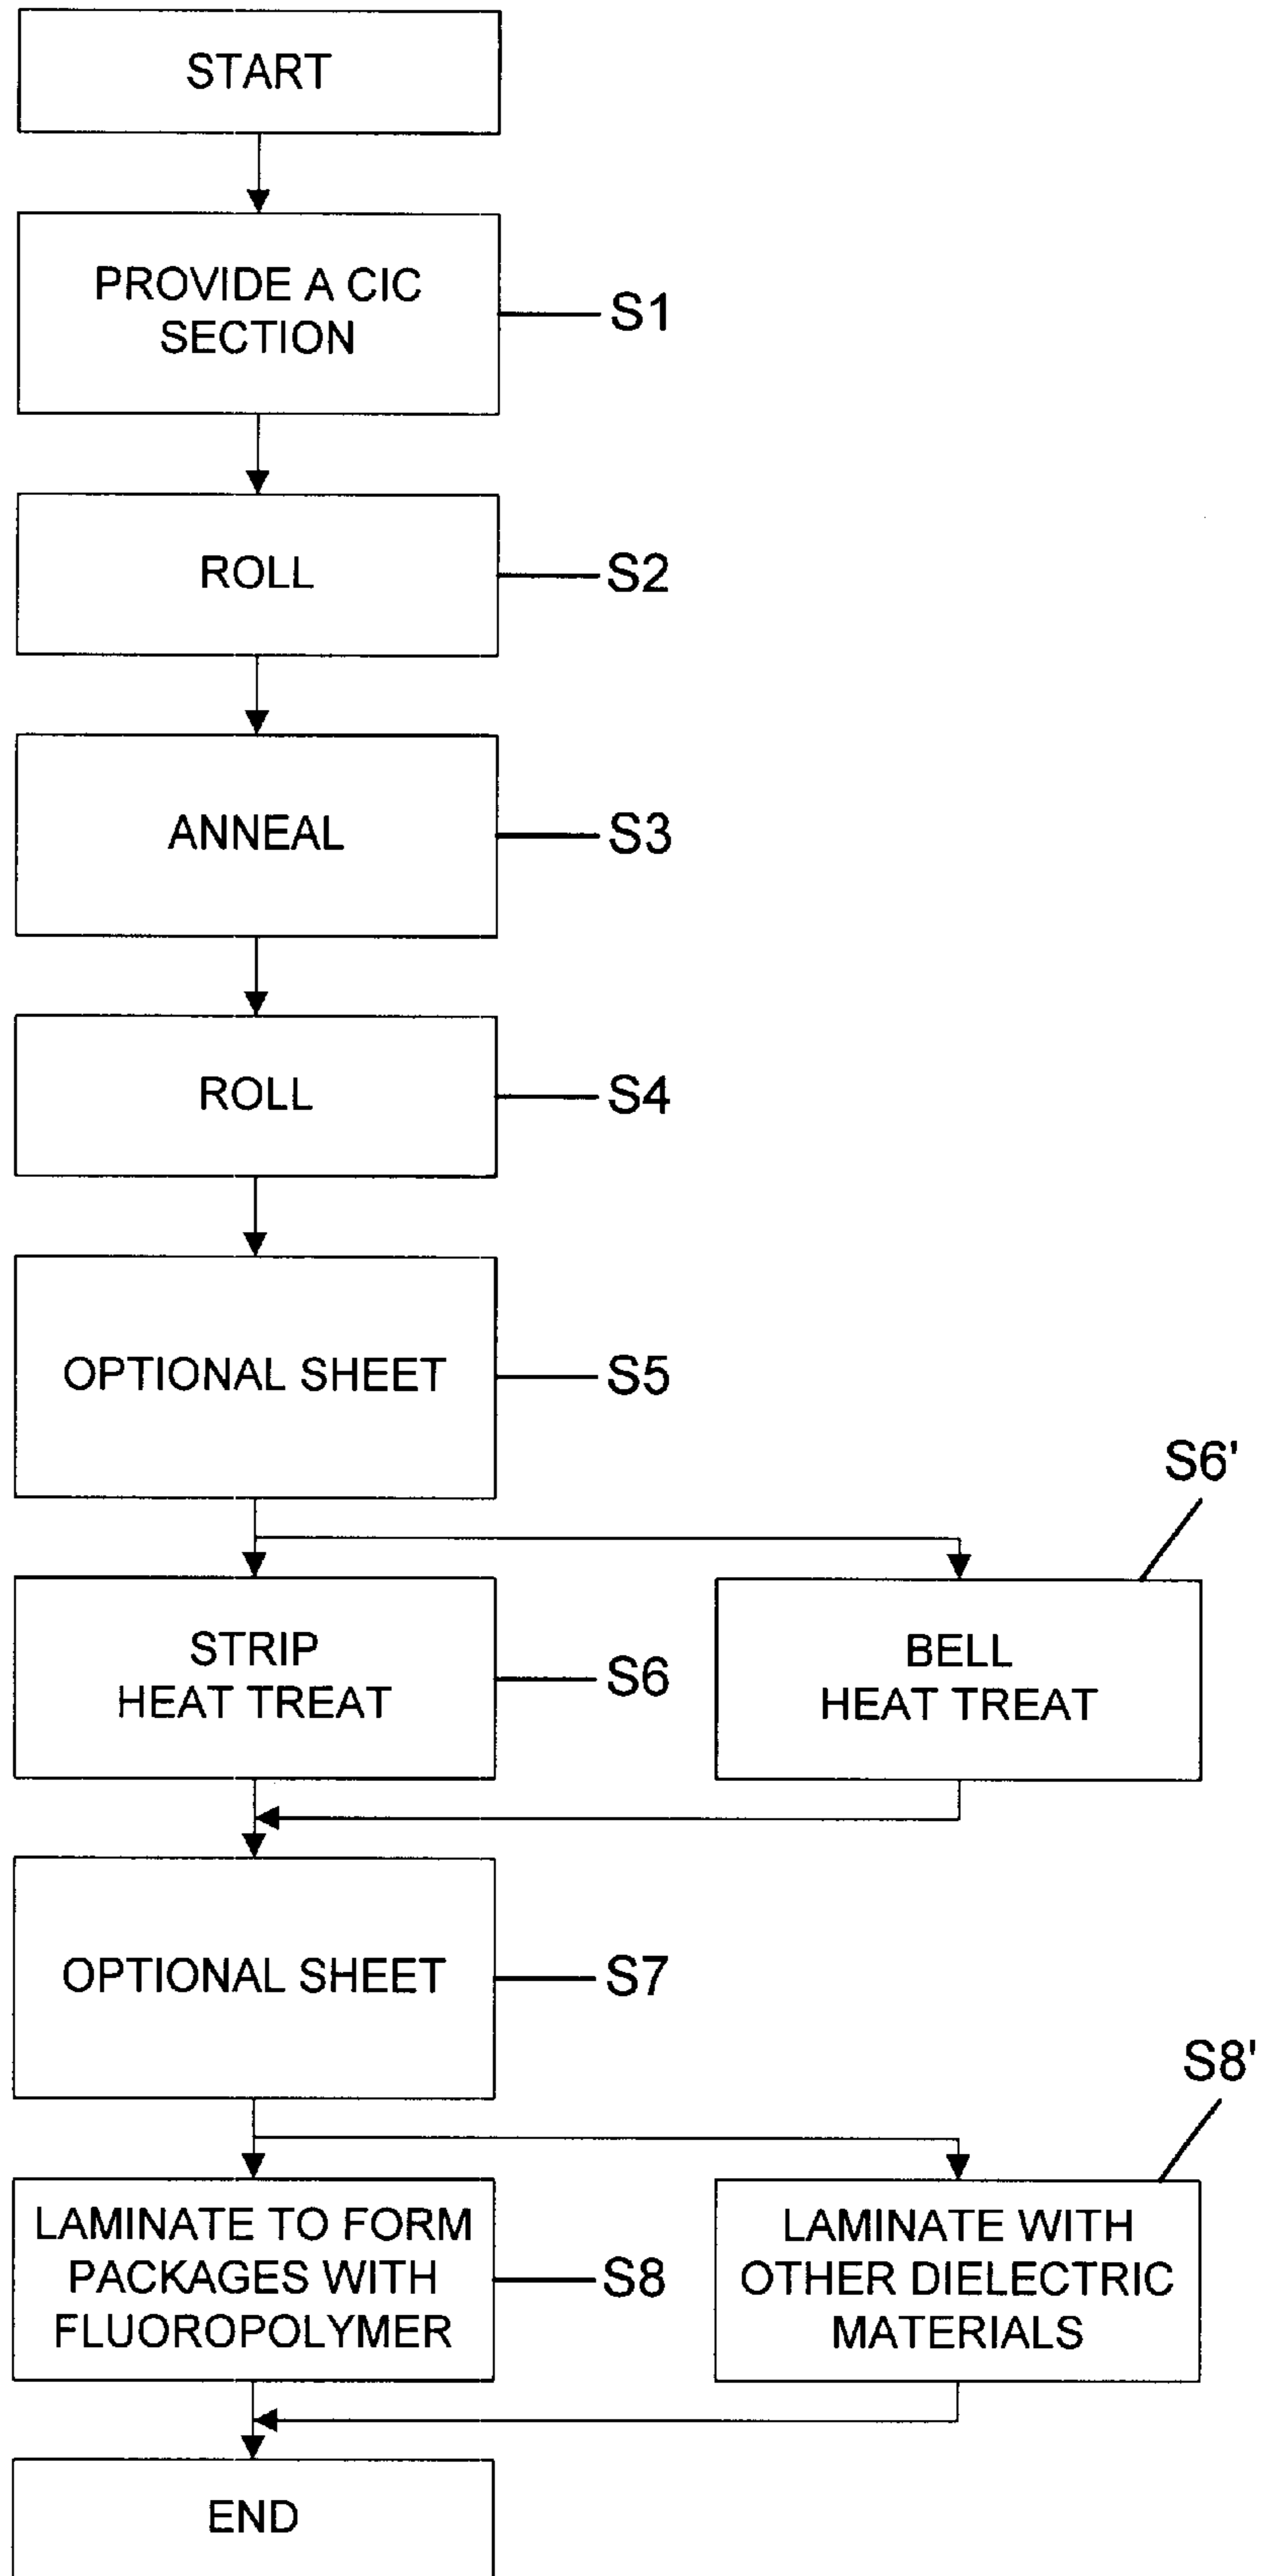 START
PROVIDE A CIC
SECTION
S1
ROLL
S2
ANNEAL
S3
ROLL
S4
OPTIONAL SHEET
S5
S6'
STRIP
HEAT TREAT
S6
BELL
HEAT TREAT
OPTIONAL SHEET
S7
S8'
LAMINATE TO FORM
PACKAGES WITH
FLUOROPOLYMER
S8
LAMINATE WITH
OTHER DIELECTRIC
MATERIALS
END